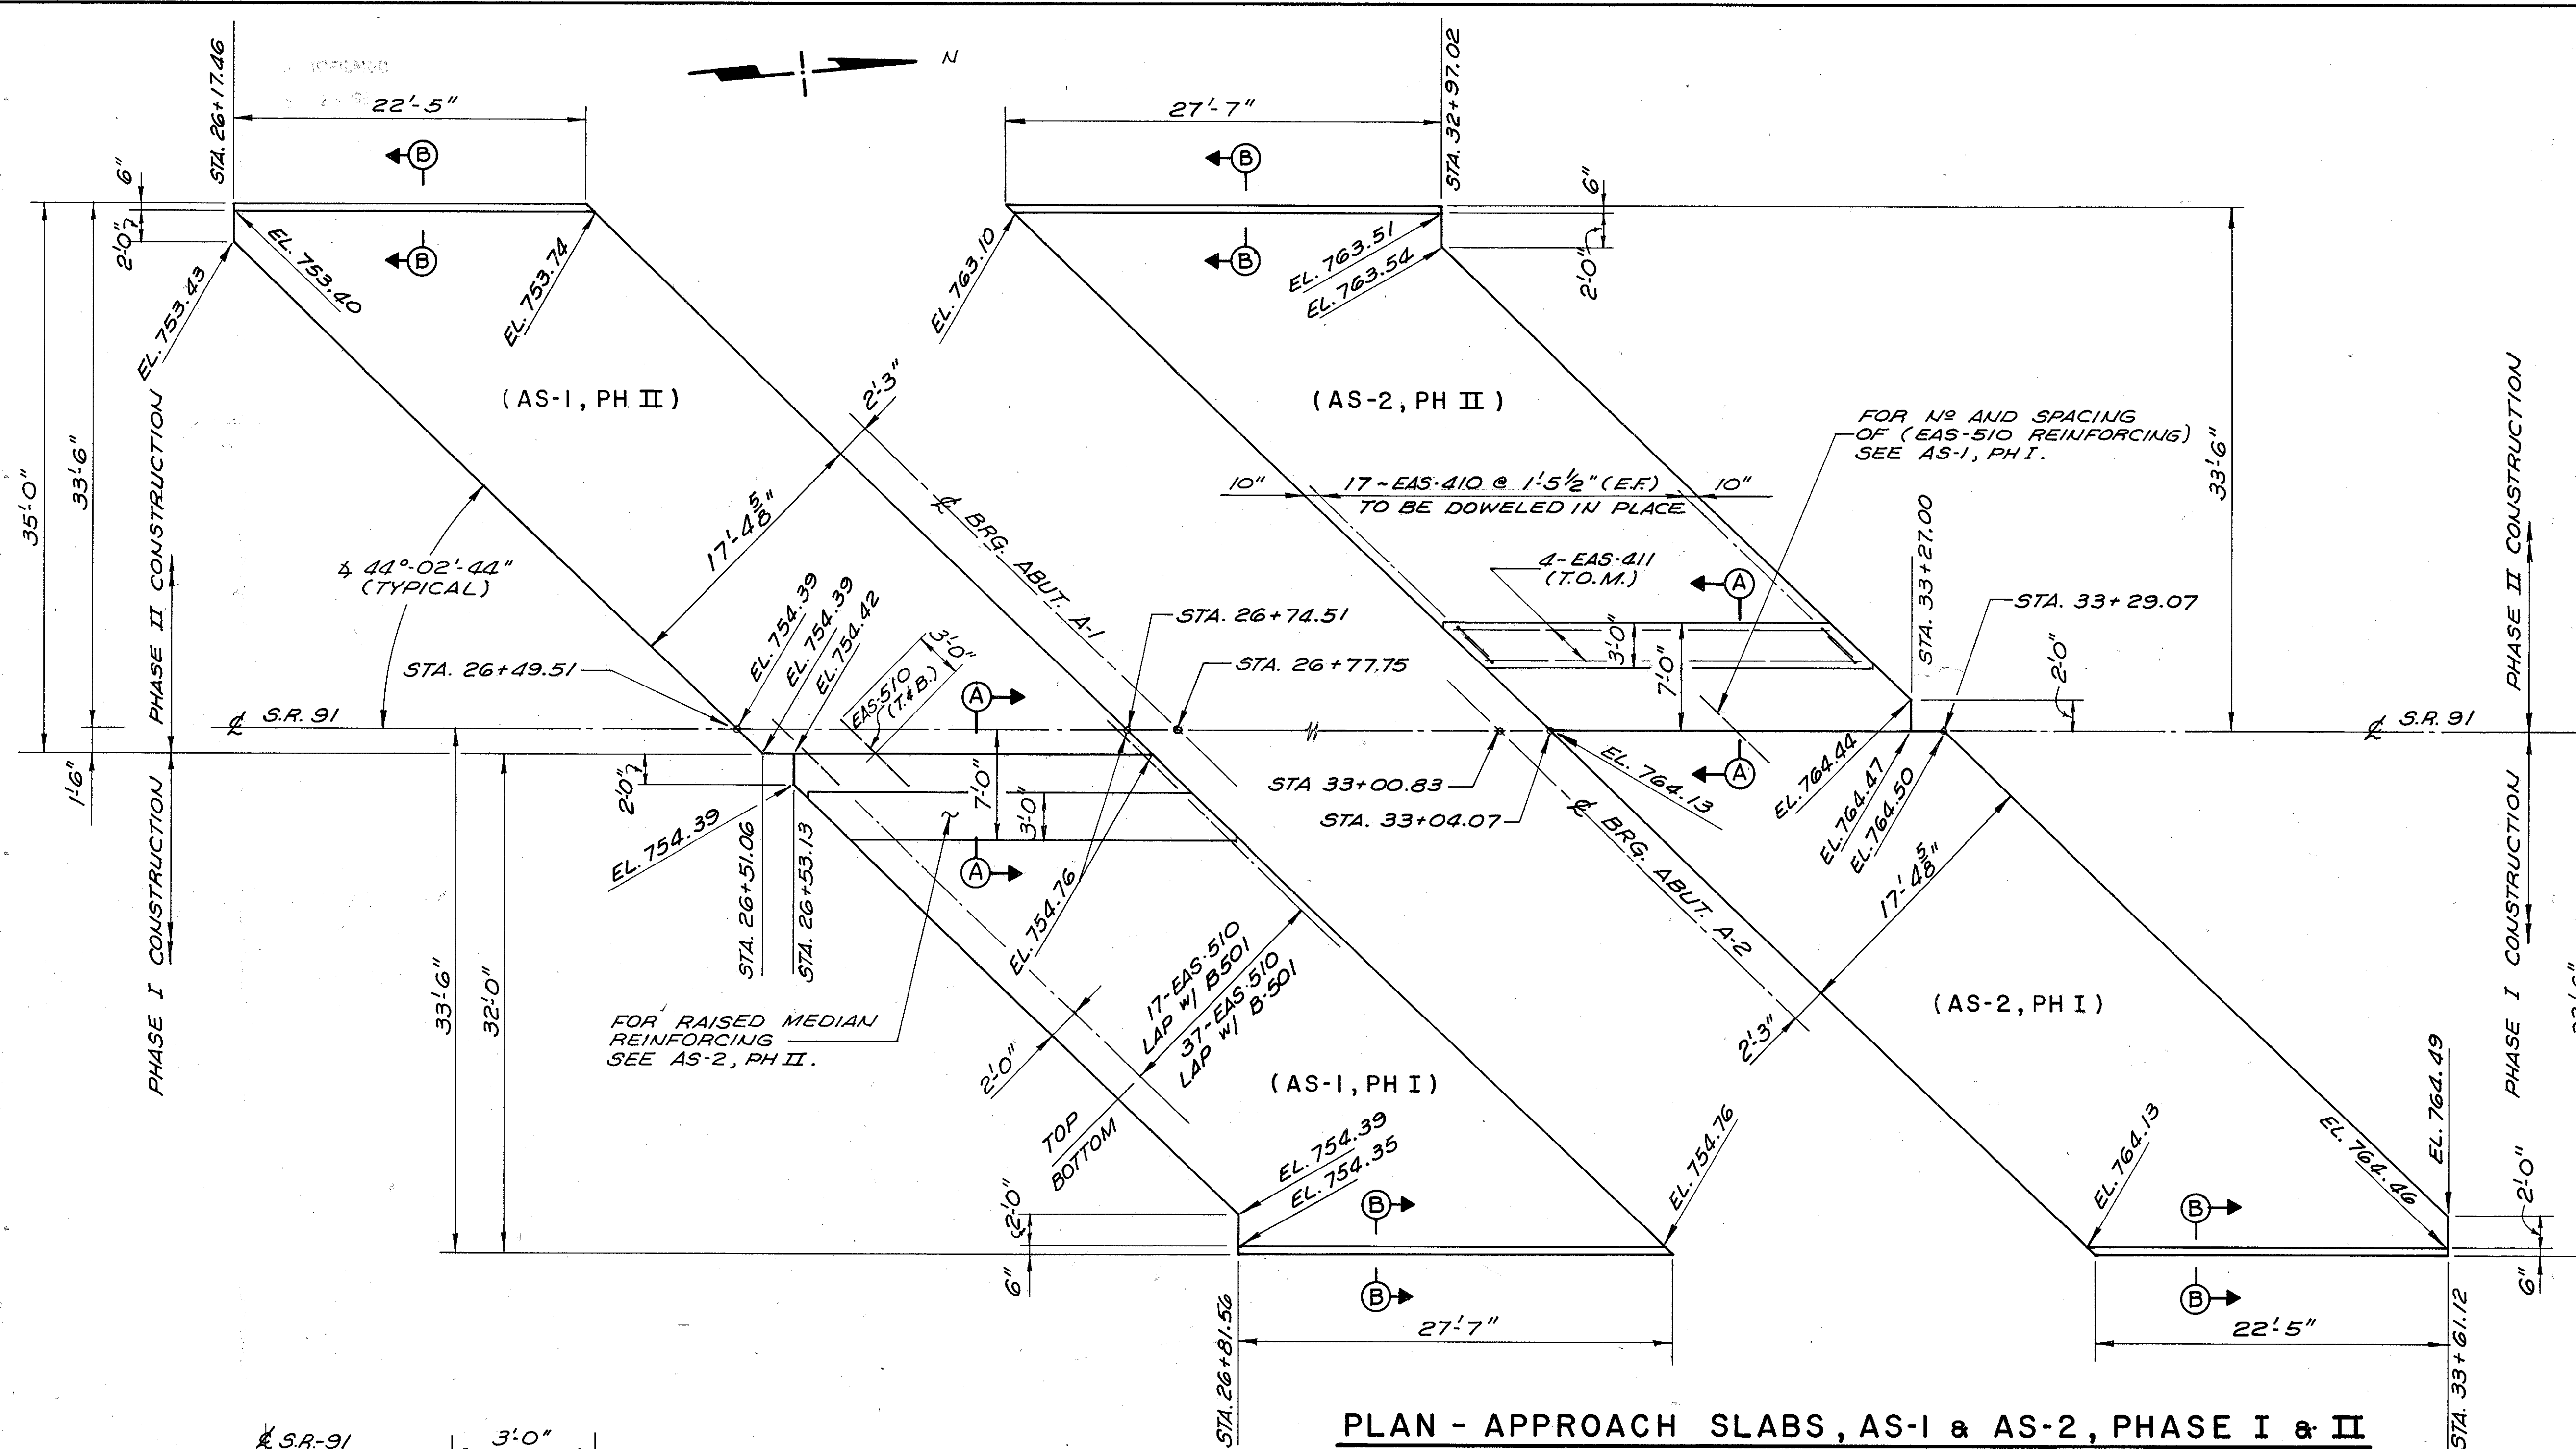 STA. 26+17.46
N
STA. 32+97.02
22'-5"
27'-7"
B
B
6"
2'-0"
6"
2'-0"
B
B
EL. 753.43
EL. 753.40
EL. 753.74
EL. 763.10
EL. 763.51
EL. 763.54
35'-0"
33'-6"
PHASE II CONSTRUCTION
(AS-1, PH II)
2'-3"
(AS-2, PH II)
FOR Nº AND SPACING
OF (EAS-510 REINFORCING)
SEE AS-1, PH I.
33'-6"
PHASE II CONSTRUCTION
10"
17~EAS-410 @ 1'-5½" (E.F.)
10"
TO BE DOWELED IN PLACE
17'-4⅝"
℄ BRG. ABUT. A-1
∡ 44°-02'-44"
(TYPICAL)
4~EAS-411
(T.O.M.)
A
STA. 33+27.00
STA. 33+29.07
EL. 754.39
EL. 754.39
EL. 754.42
STA. 26+74.51
STA. 26+49.51
EAS-510
(T.&B.)
3'-0"
STA. 26+77.75
3'-0"
7'-0"
2'-0"
A
℄ S.R. 91
℄ S.R. 91
1'-6"
2'-0"
7'-0"
3'-0"
STA 33+00.83
STA. 33+04.07
EL. 764.13
A
EL. 764.44
EL. 764.47
EL. 764.50
EL. 754.39
A
STA. 26+51.06
STA. 26+53.13
EL. 754.76
℄ BRG. ABUT. A-2
17'-4⅝"
PHASE I CONSTRUCTION
33'-6"
32'-0"
FOR RAISED MEDIAN
REINFORCING
SEE AS-2, PH II.
17-EAS-510
LAP w/ B501
37~EAS-510
LAP w/ B-501
2'-0"
TOP
BOTTOM
(AS-1, PH I)
2'-3"
(AS-2, PH I)
PHASE I CONSTRUCTION
EL. 754.39
EL. 754.35
EL. 754.76
EL. 764.13
EL. 764.46
EL. 764.49
2'-0"
6"
B
B
2'-0"
6"
B
B
STA. 26+81.56
27'-7"
22'-5"
STA. 33+61.12
PLAN - APPROACH SLABS, AS-1 & AS-2, PHASE I & II
℄ S.R.-91
3'-0"